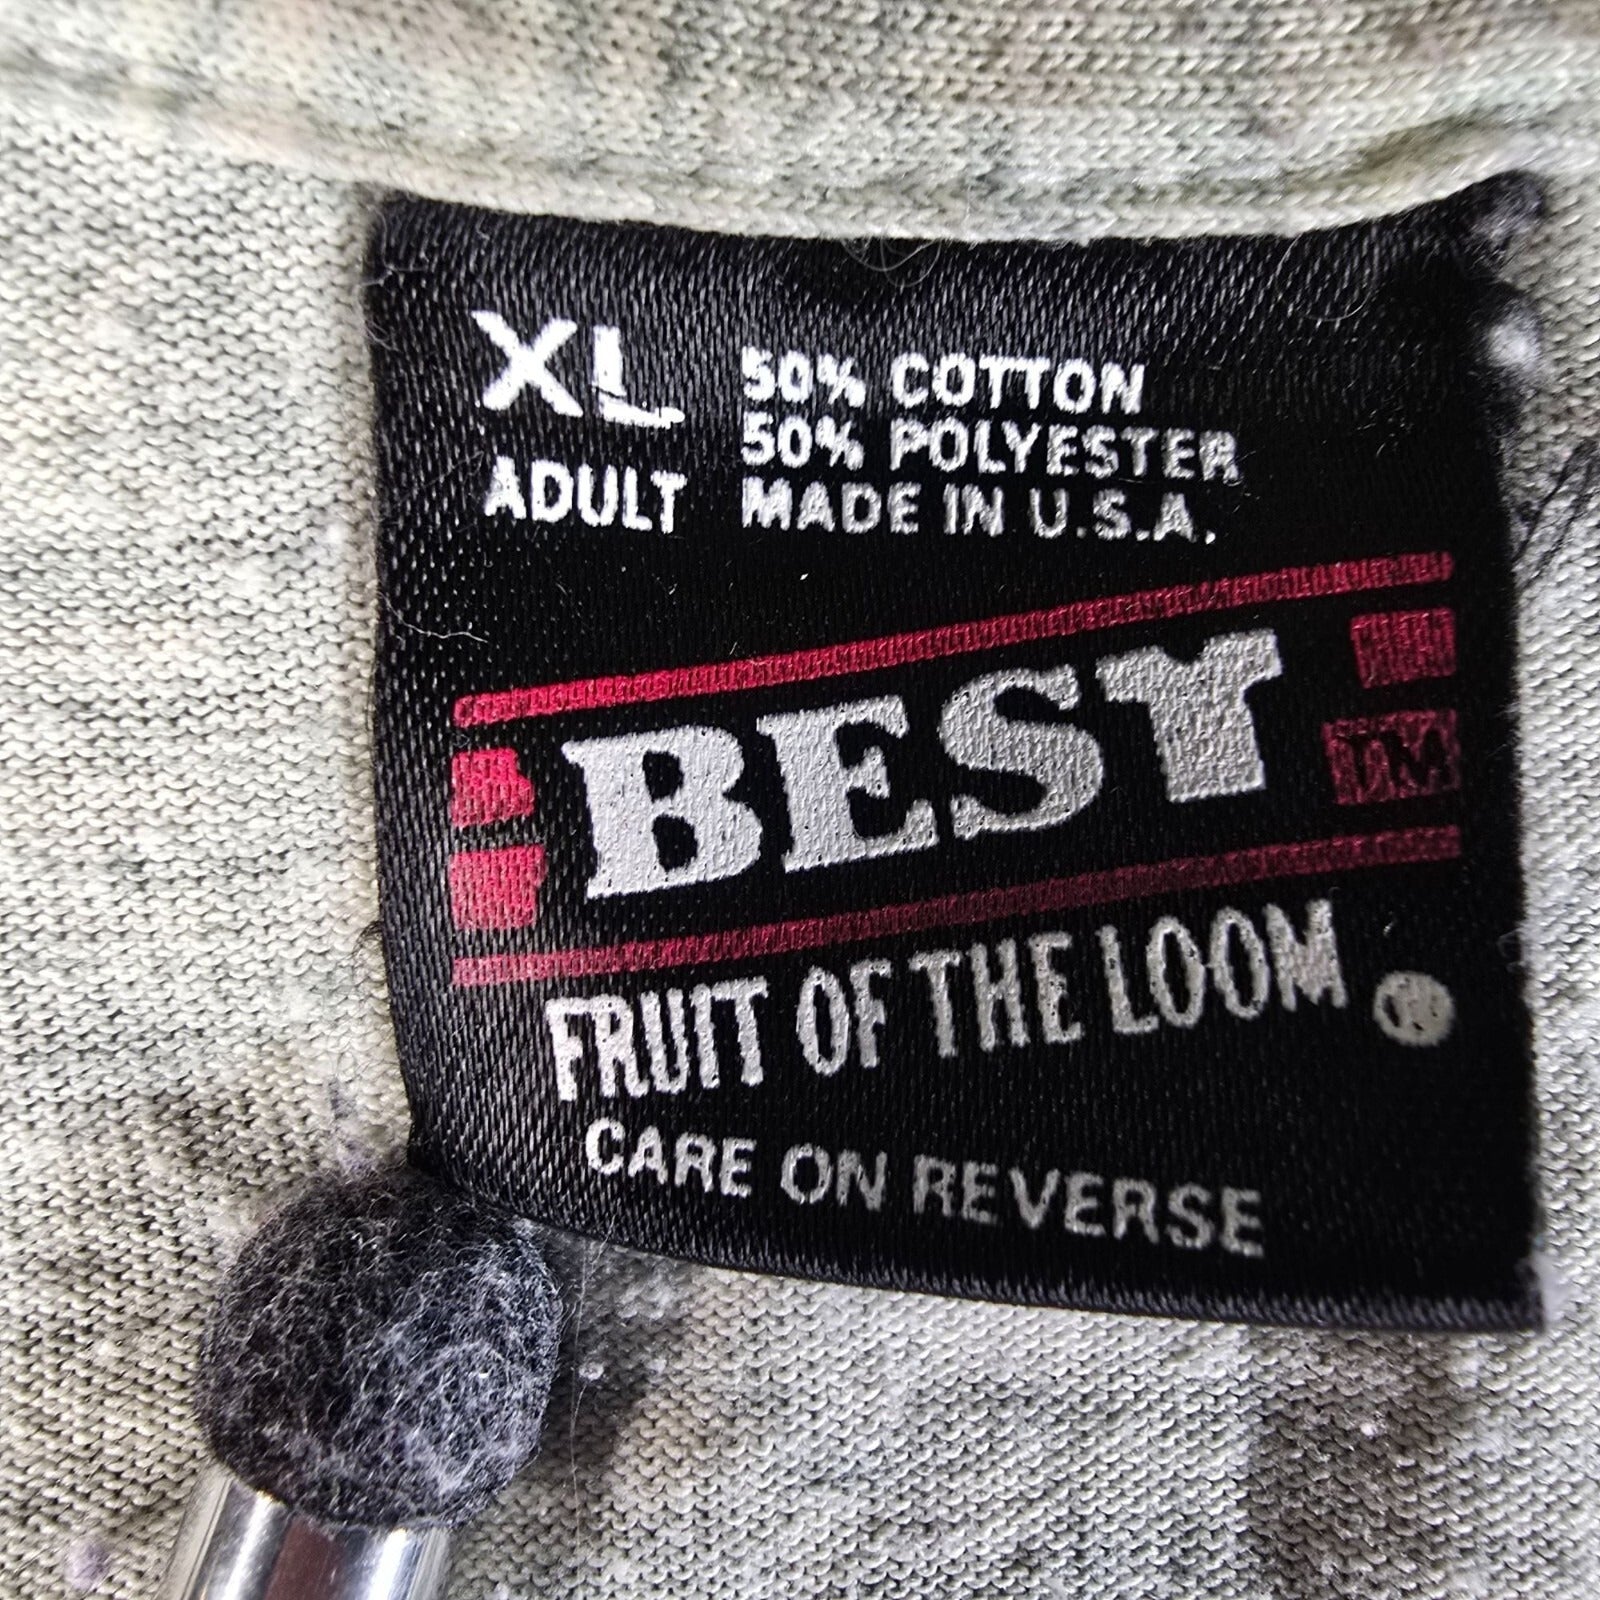 XL
ADULT
50% COTTON
50% POLYESTER
MADE IN U.S.A.
BEST
TM
FRUIT OF THE LOOM ®
CARE ON REVERSE